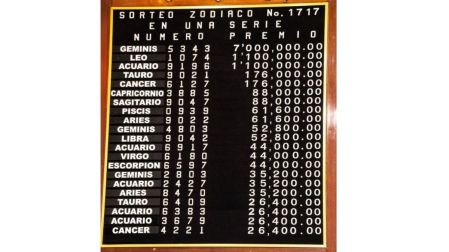 SORTEO ZODIACO No.1717
EN UNA SERIE
NUMERO PREMIO
GEMINIS 5343 7'000,000.00
LEO 1074 1'100,000.00
ACUARIO 9196 1'100,000.00
TAURO 9021 176,000.00
CANCER 6127 176,000.00
CAPRICORNIO 3885 88,000.00
SAGITARIO 9047 88,000.00
PISCIS 0939 61,600.00
ARIES 9022 61,600.00
GEMINIS 4803 52,800.00
LIBRA 9042 52,800.00
ACUARIO 6917 44,000.00
VIRGO 6180 44,000.00
ESCORPION 6597 44,000.00
GEMINIS 2803 35,200.00
ACUARIO 2427 35,200.00
ARIES 8470 35,200.00
TAURO 6409 26,400.00
ACUARIO 6383 26,400.00
ACUARIO 3679 26,400.00
CANCER 4221 26,400.00